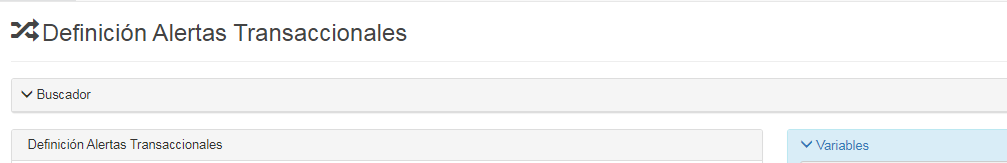 Definición Alertas Transaccionales
Buscador
Definición Alertas Transaccionales
Variables